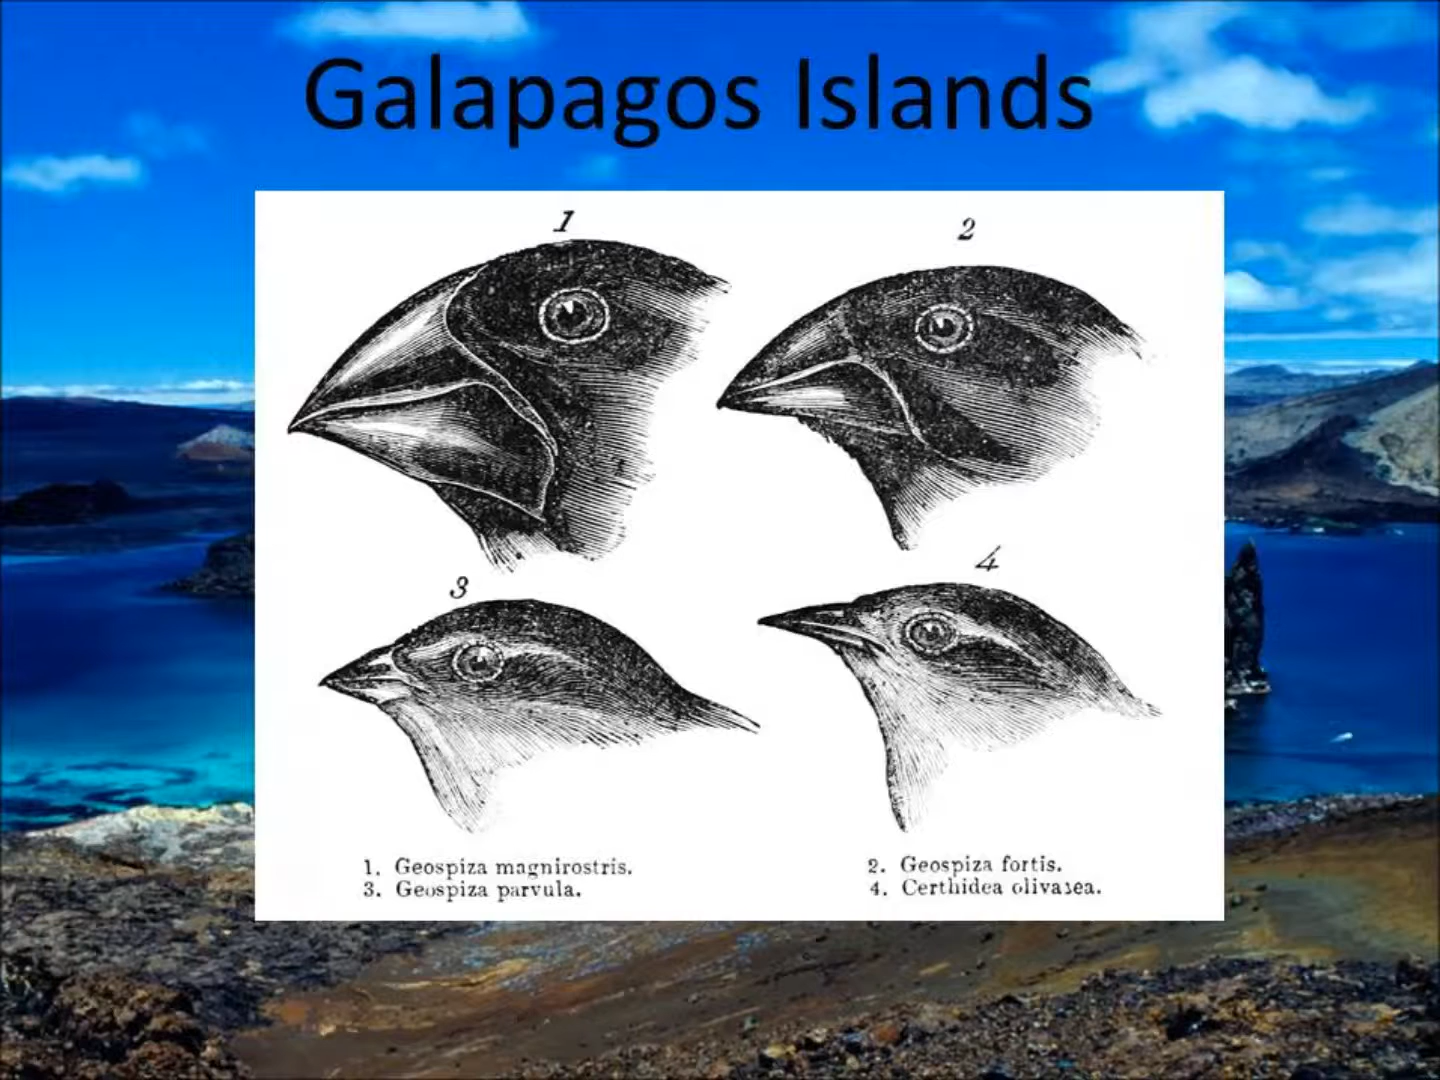 Galapagos Islands
1
2
3
4
1. Geospiza magnirostris.
2. Geospiza fortis.
3. Geospiza parvula.
4. Certhidea olivasea.